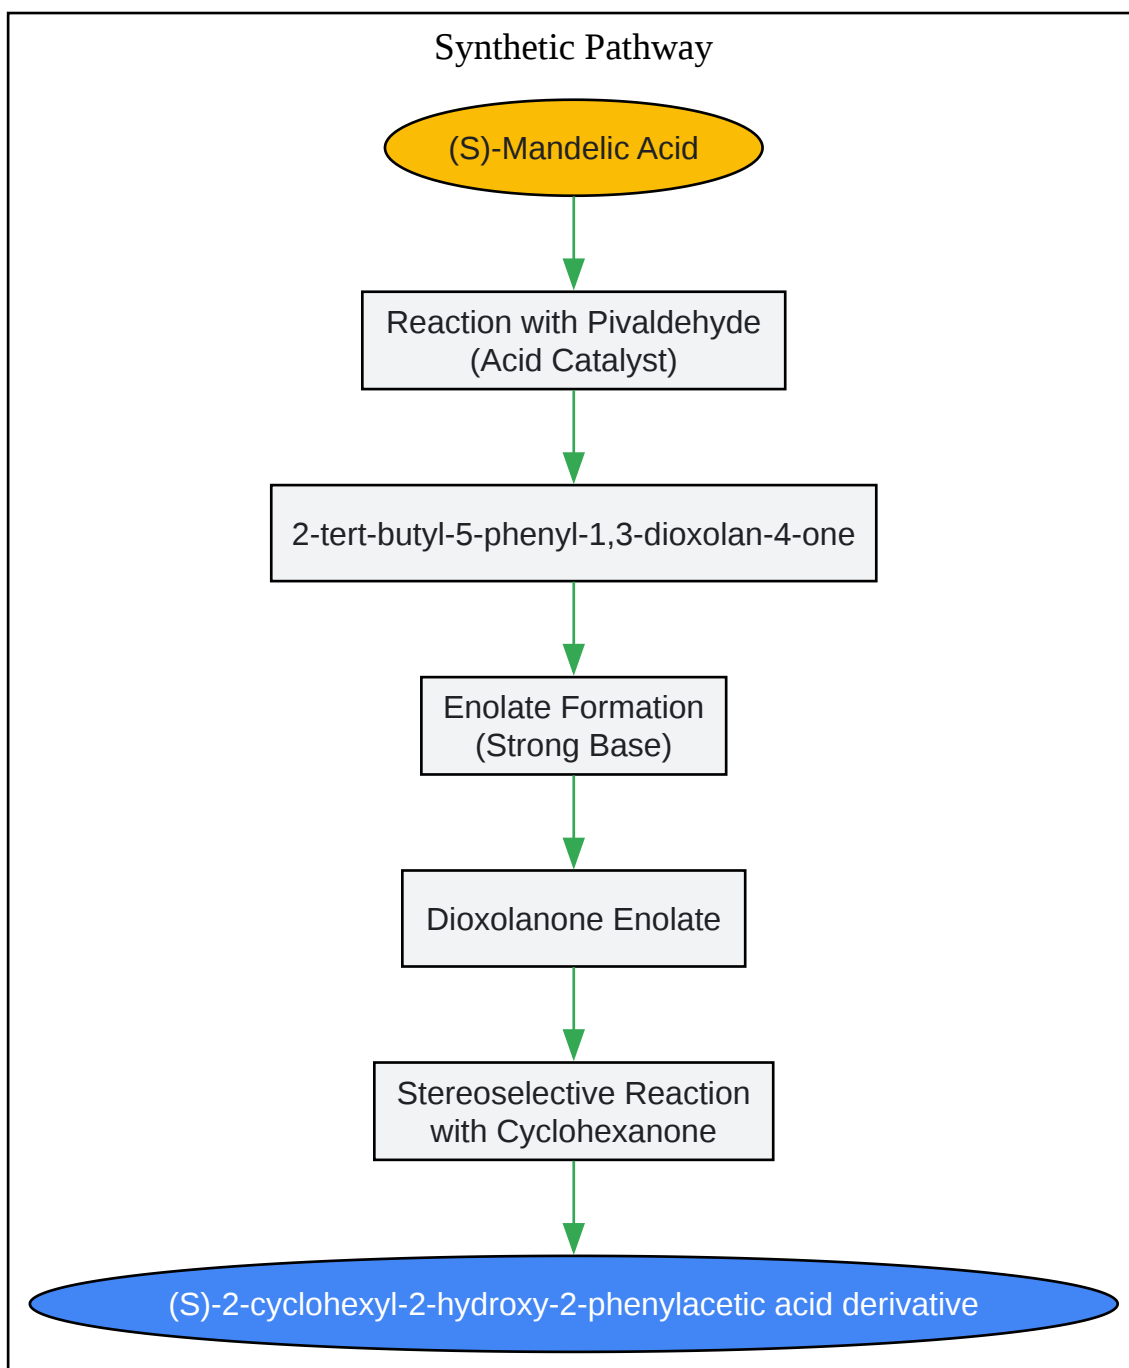 Synthetic Pathway
(S)-Mandelic Acid
Reaction with Pivaldehyde
(Acid Catalyst)
2-tert-butyl-5-phenyl-1,3-dioxolan-4-one
Enolate Formation
(Strong Base)
Dioxolanone Enolate
Stereoselective Reaction
with Cyclohexanone
(S)-2-cyclohexyl-2-hydroxy-2-phenylacetic acid derivative